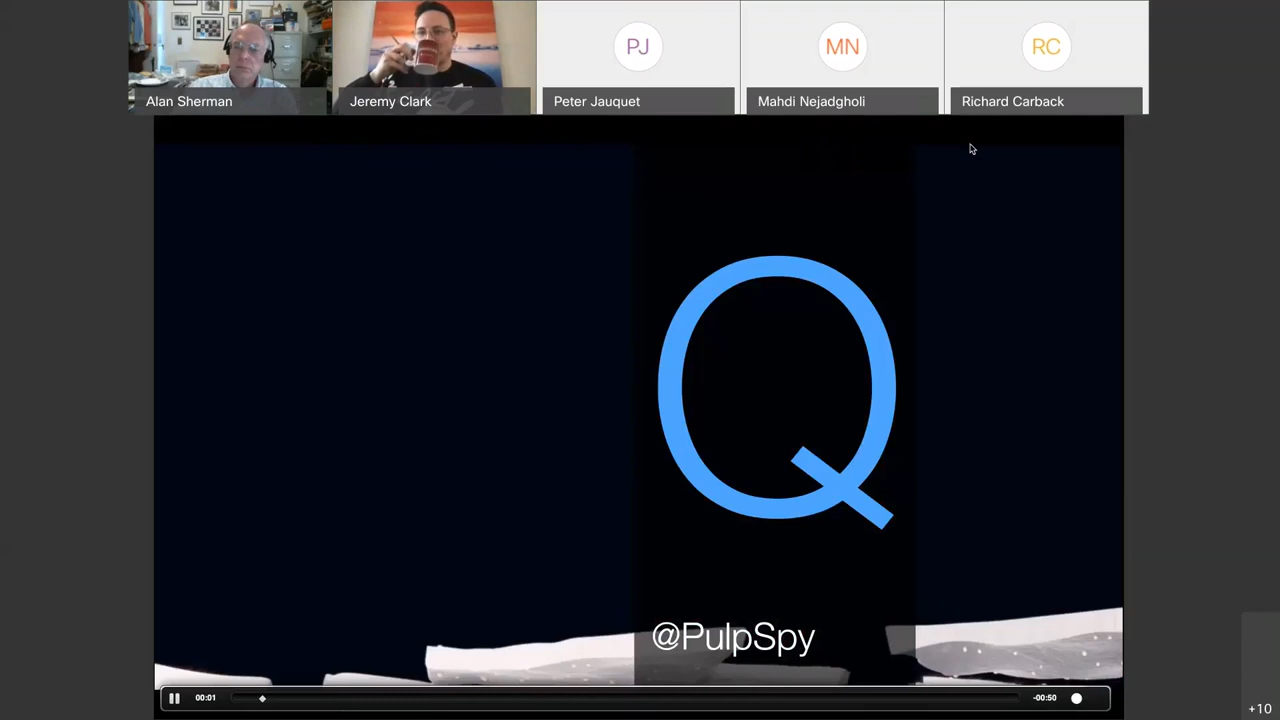 PJ
MN
RC
Alan Sherman
Jeremy Clark
Peter Jauquet
Mahdi Nejadgholi
Richard Carback
Q
@PulpSpy
00:01
-00:50
+10